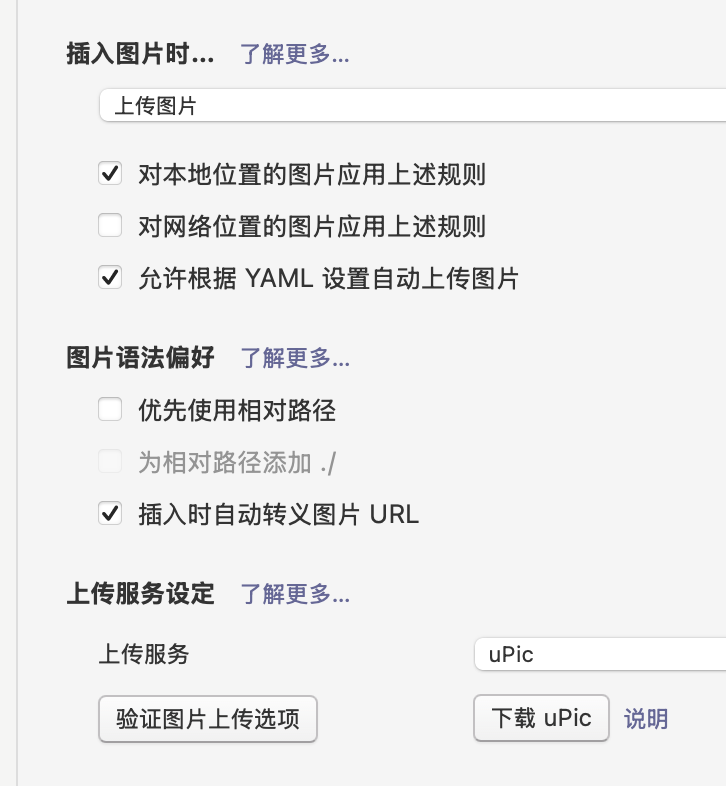 插入图片时... 了解更多...
上传图片
对本地位置的图片应用上述规则
对网络位置的图片应用上述规则
允许根据 YAML 设置自动上传图片
图片语法偏好 了解更多...
优先使用相对路径
为相对路径添加 ./
插入时自动转义图片 URL
上传服务设定 了解更多...
上传服务 uPic
验证图片上传选项 下载 uPic 说明